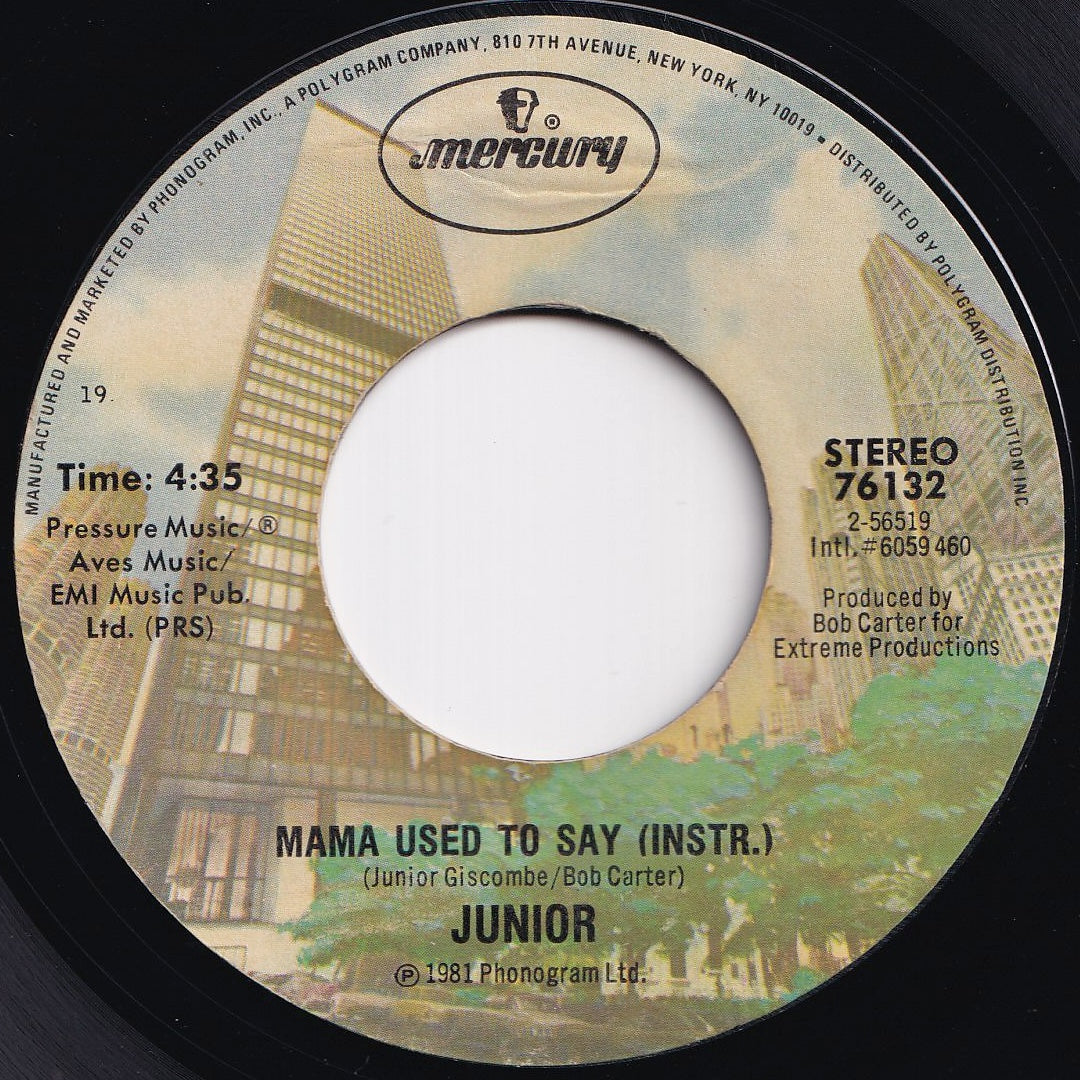 MANUFACTURED AND MARKETED BY PHONOGRAM, INC., A POLYGRAM COMPANY, 810 7TH AVENUE, NEW YORK, NY 10019 ▪ DISTRIBUTED BY POLYGRAM DISTRIBUTION INC
mercury ®
19
Time: 4:35
Pressure Music/®
Aves Music/
EMI Music Pub.
Ltd. (PRS)
STEREO
76132
2-56519
Intl.#6059 460
Produced by
Bob Carter for
Extreme Productions
MAMA USED TO SAY (INSTR.)
(Junior Giscombe/Bob Carter)
JUNIOR
℗ 1981 Phonogram Ltd.